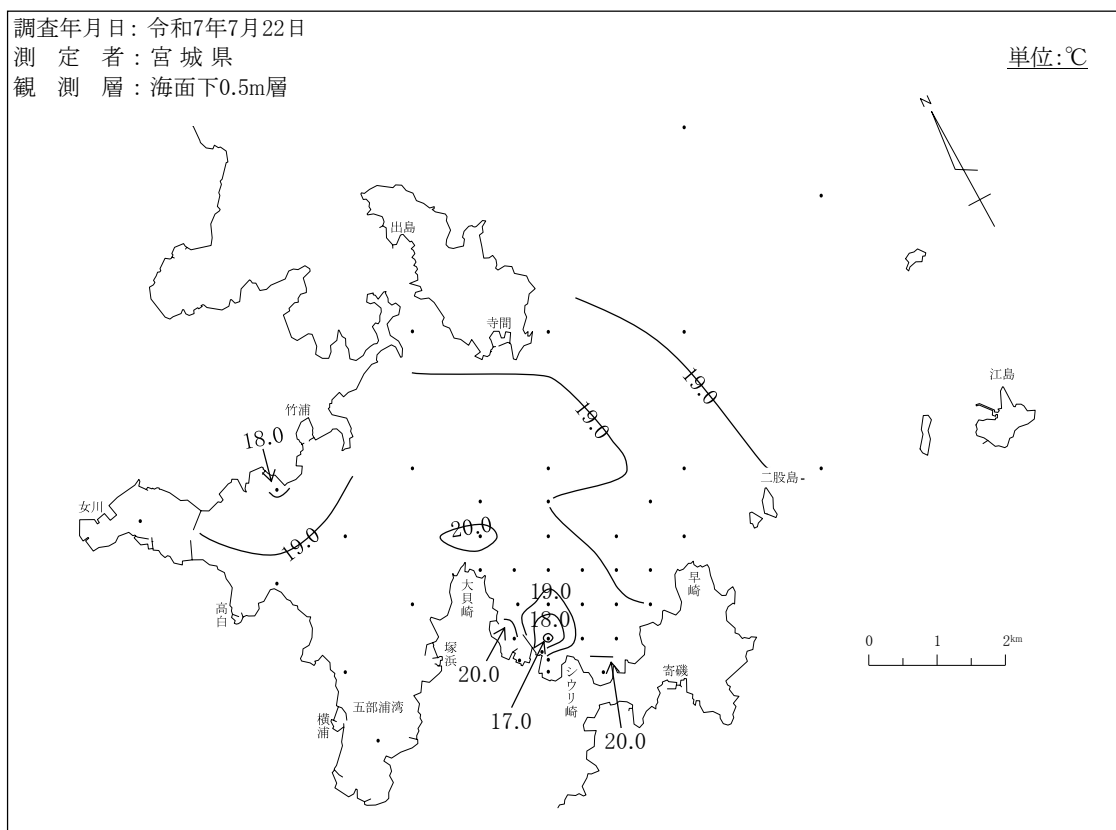 調査年月日：令和7年7月22日
測　定　者：宮 城 県
観　測　層：海面下0.5m層
単位：℃
N
出島
寺間
江島
19.0
19.0
竹浦
18.0
二股島
女川
19.0
20.0
大貝崎
早崎
高白
19.0
18.0
塚浜
20.0
シウリ崎
寄磯
0 1 2km
五部浦湾
横浦
17.0
20.0